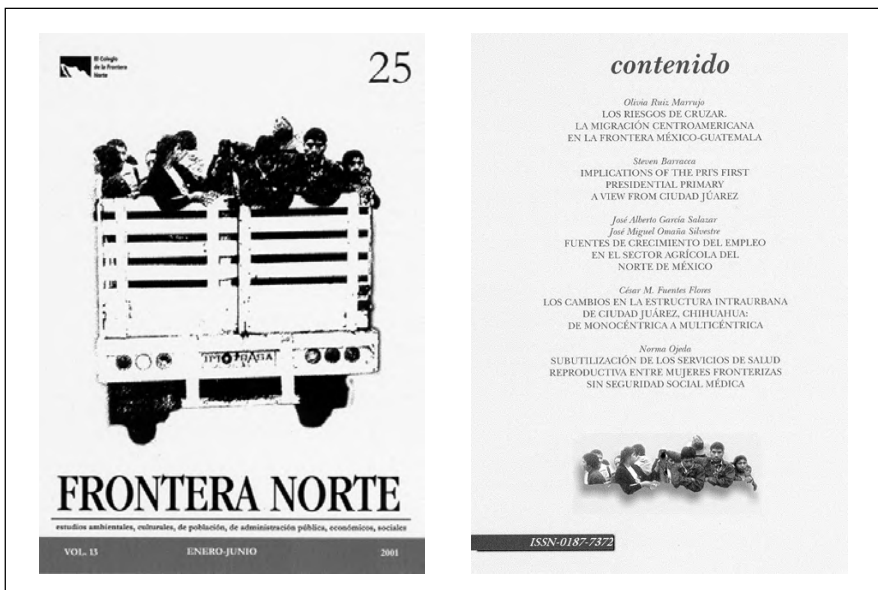 El Colegio
de la Frontera
Norte
25
FRONTERA NORTE
estudios ambientales, culturales, de población, de administración pública, económicos, sociales
VOL. 13 ENERO-JUNIO 2001
contenido
Olivia Ruiz Marrujo
LOS RIESGOS DE CRUZAR.
LA MIGRACIÓN CENTROAMERICANA
EN LA FRONTERA MÉXICO-GUATEMALA
Steven Barracca
IMPLICATIONS OF THE PRI'S FIRST
PRESIDENTIAL PRIMARY
A VIEW FROM CIUDAD JÚAREZ
José Alberto García Salazar
José Miguel Omaña Silvestre
FUENTES DE CRECIMIENTO DEL EMPLEO
EN EL SECTOR AGRÍCOLA DEL
NORTE DE MÉXICO
César M. Fuentes Flores
LOS CAMBIOS EN LA ESTRUCTURA INTRAURBANA
DE CIUDAD JUÁREZ, CHIHUAHUA:
DE MONOCÉNTRICA A MULTICÉNTRICA
Norma Ojeda
SUBUTILIZACIÓN DE LOS SERVICIOS DE SALUD
REPRODUCTIVA ENTRE MUJERES FRONTERIZAS
SIN SEGURIDAD SOCIAL MÉDICA
ISSN-0187-7372